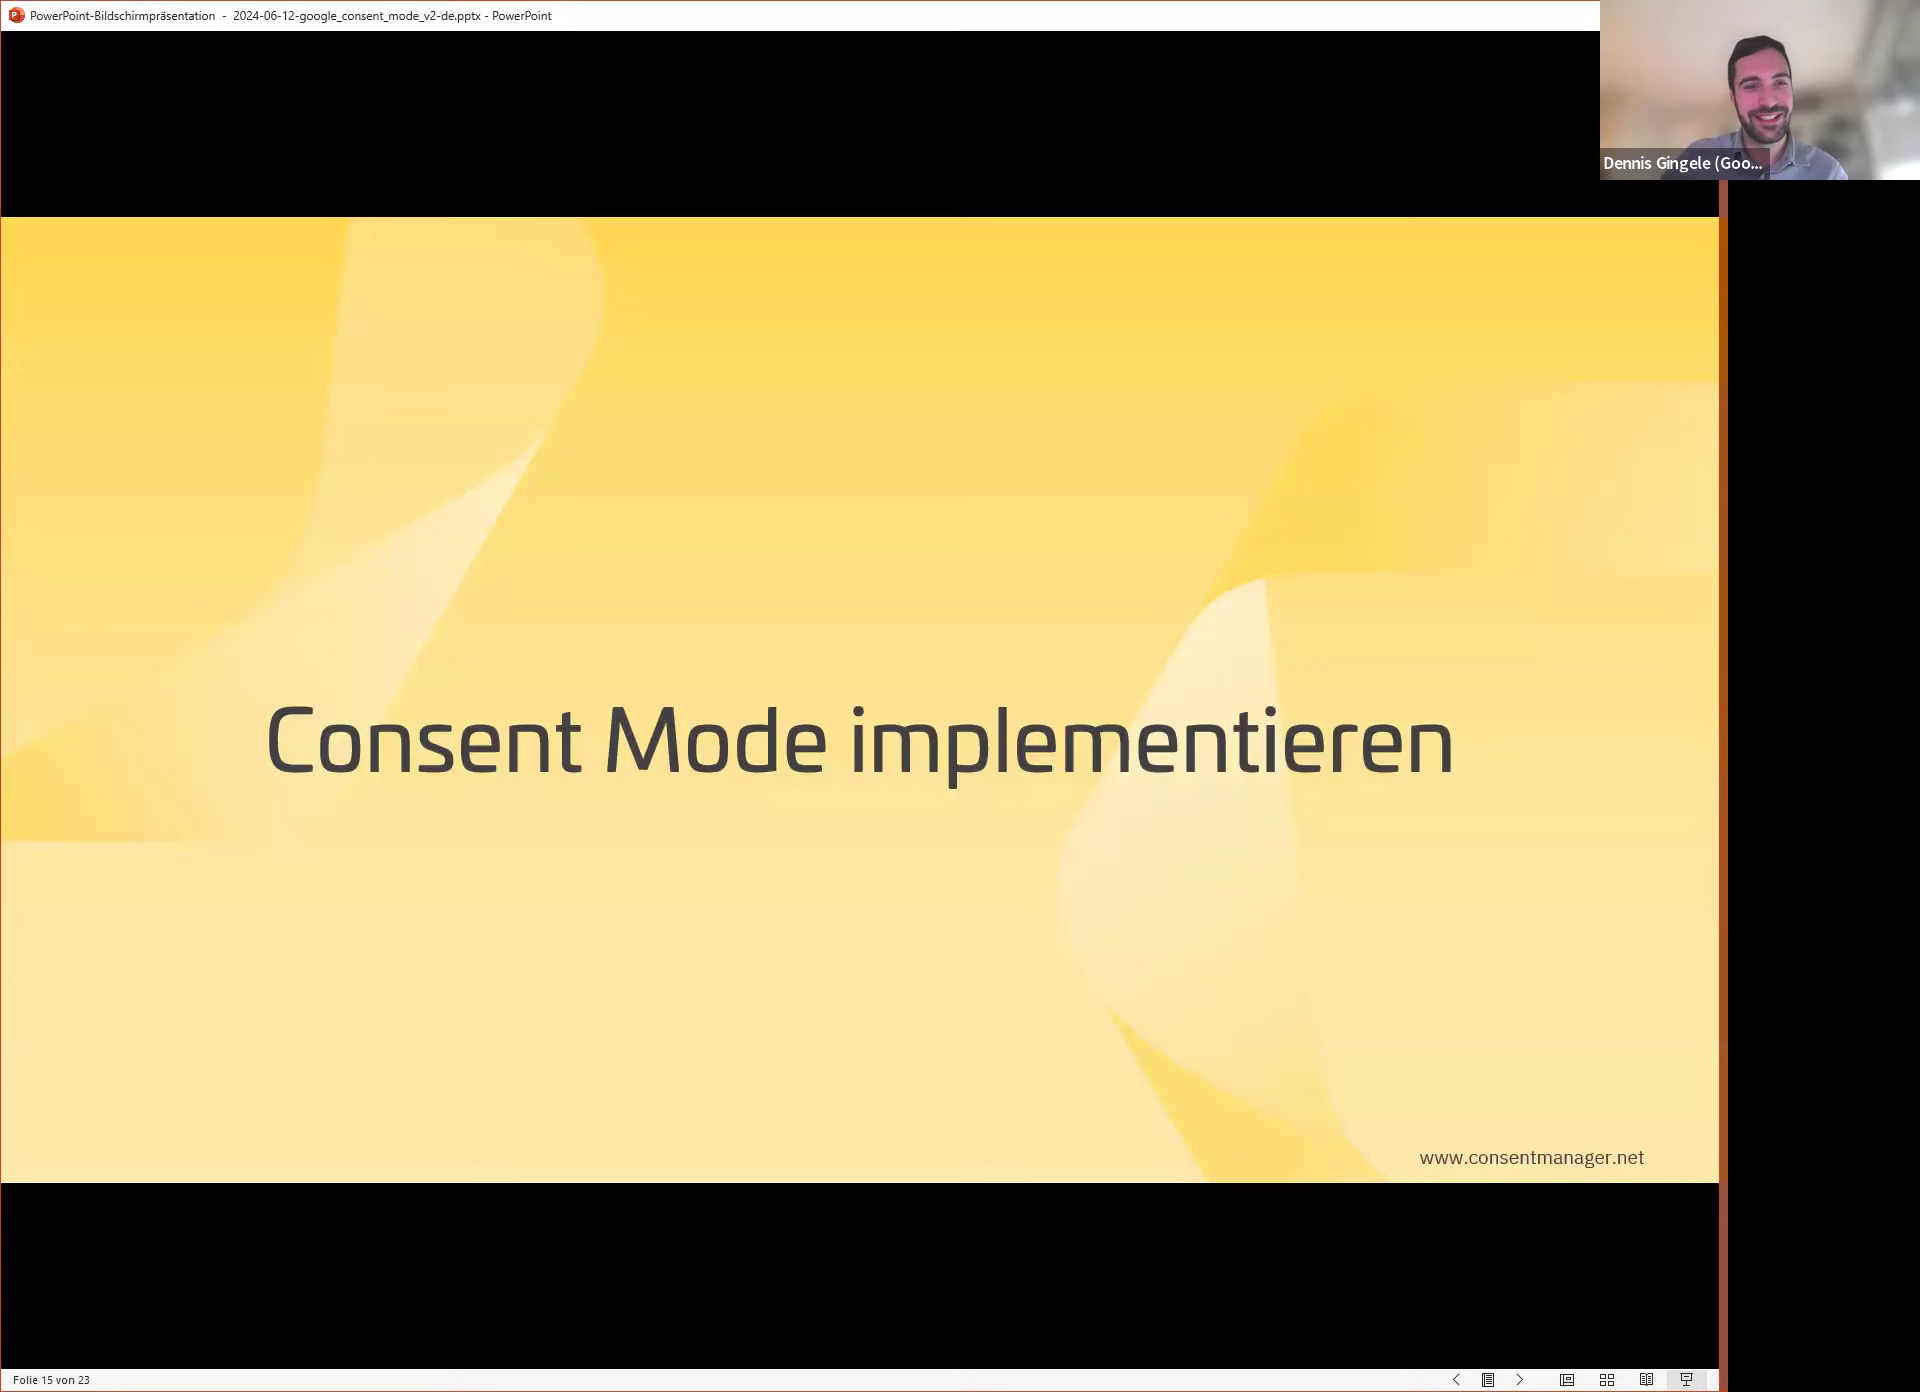 PowerPoint-Bildschirmpräsentation - 2024-06-12-google_consent_mode_v2-de.pptx - PowerPoint
Dennis Gingele (Goo...
Consent Mode implementieren
www.consentmanager.net
Folie 15 von 23